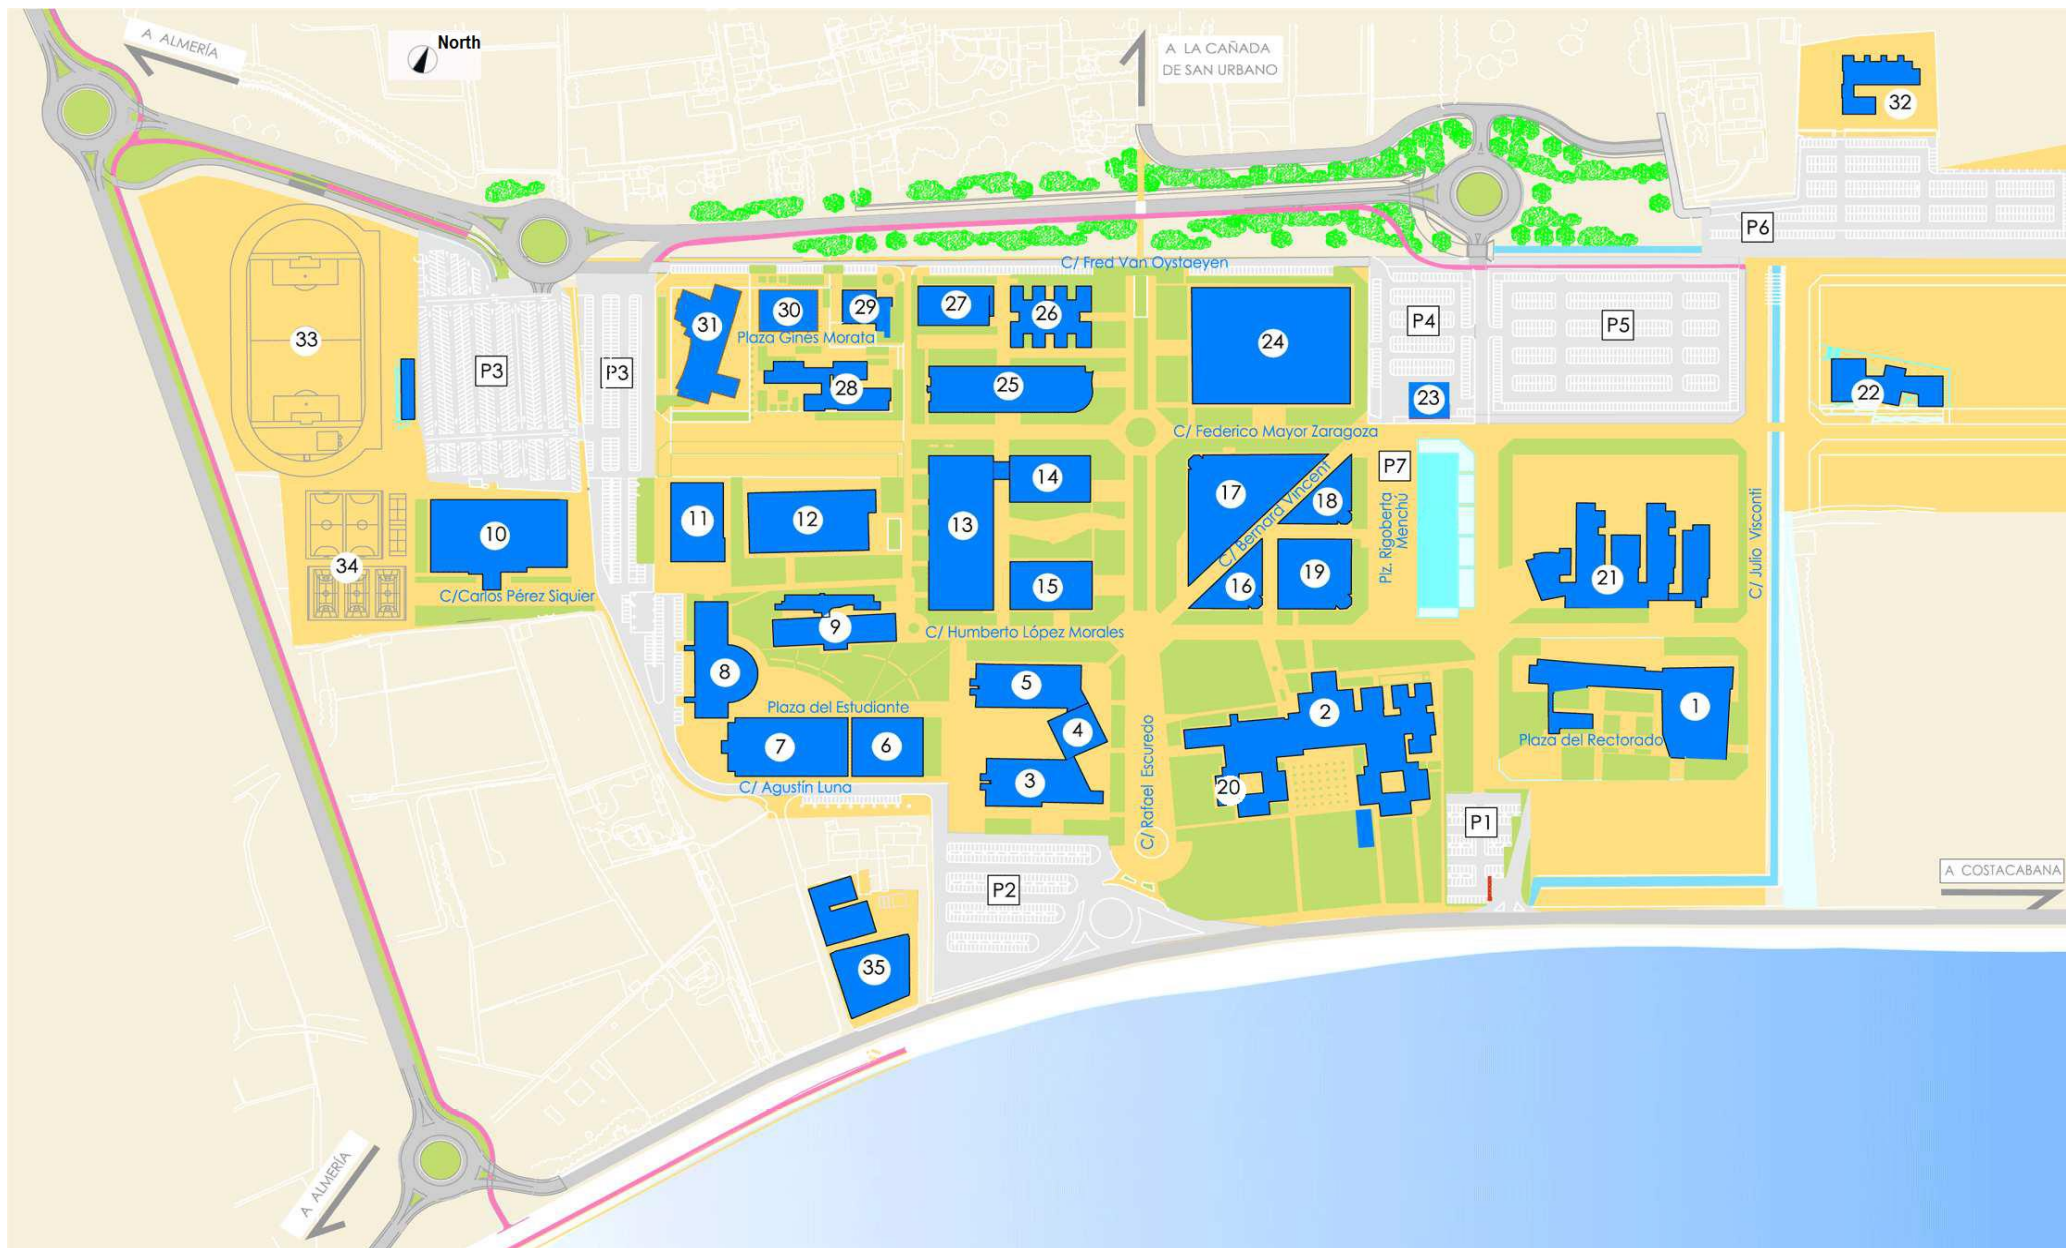 A ALMERÍA
North
A LA CAÑADA
DE SAN URBANO
32
P6
C/ Fred Van Oystaeyen
33
P3
P3
31
30
29
Plaza Gines Morata
28
27
26
25
24
P4
P5
23
22
C/ Federico Mayor Zaragoza
P7
Plz. Rigoberta
Menchú
10
34
C/Carlos Pérez Siquier
11
12
13
14
15
17
18
C/ Bernard Vincent
16
19
21
C/ Julio Visconti
9
C/ Humberto López Morales
8
5
4
2
1
Plaza del Estudiante
7
6
3
C/ Agustín Luna
C/ Rafael Escuredo
20
Plaza del Rectorado
P1
P2
A COSTACABANA
35
A ALMERÍA